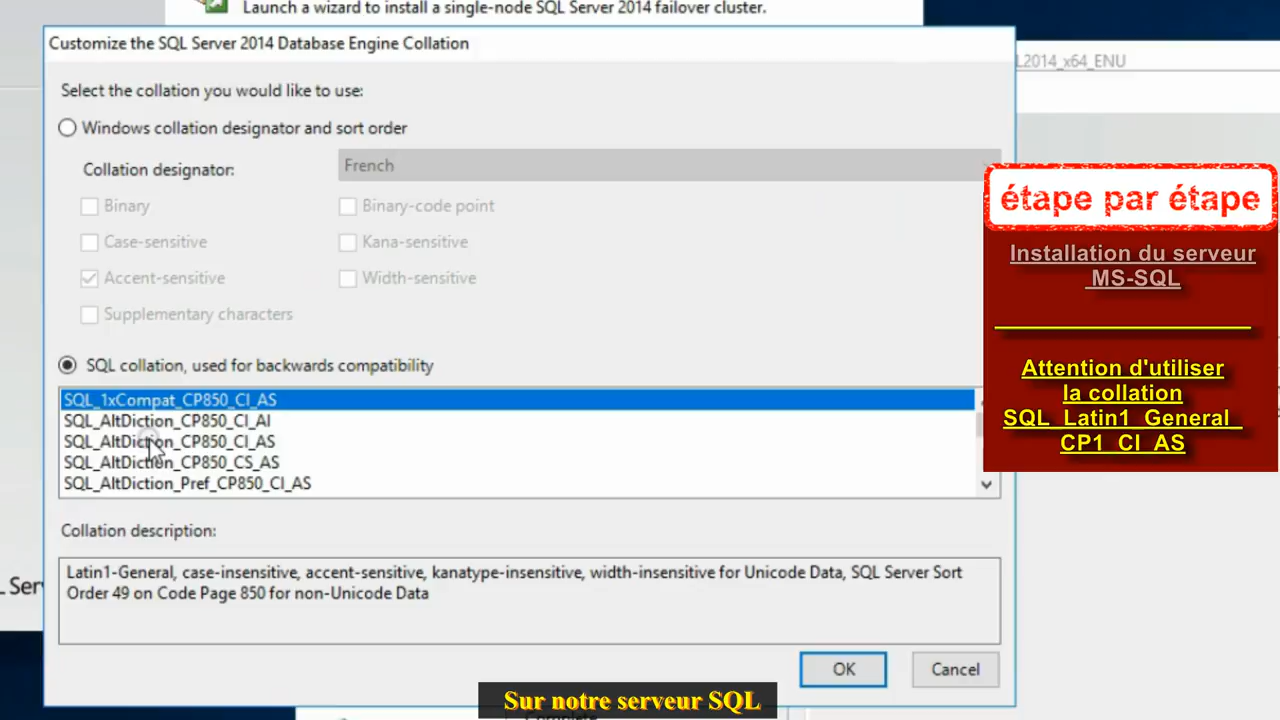 Launch a wizard to install a single-node SQL Server 2014 failover cluster.
Customize the SQL Server 2014 Database Engine Collation
L2014_x64_ENU
Select the collation you would like to use:
Windows collation designator and sort order
Collation designator:
French
Binary
Binary-code point
Case-sensitive
Kana-sensitive
Accent-sensitive
Width-sensitive
Supplementary characters
SQL collation, used for backwards compatibility
SQL_1xCompat_CP850_CI_AS
SQL_AltDiction_CP850_CI_AI
SQL_AltDiction_CP850_CI_AS
SQL_AltDiction_CP850_CS_AS
SQL_AltDiction_Pref_CP850_CI_AS
Collation description:
Latin1-General, case-insensitive, accent-sensitive, kanatype-insensitive, width-insensitive for Unicode Data, SQL Server Sort
Order 49 on Code Page 850 for non-Unicode Data
OK
Cancel
étape par étape
Installation du serveur
MS-SQL
Attention d'utiliser
la collation
SQL_Latin1_General_
CP1_CI_AS
L Serv
Sur notre serveur SQL
Complete